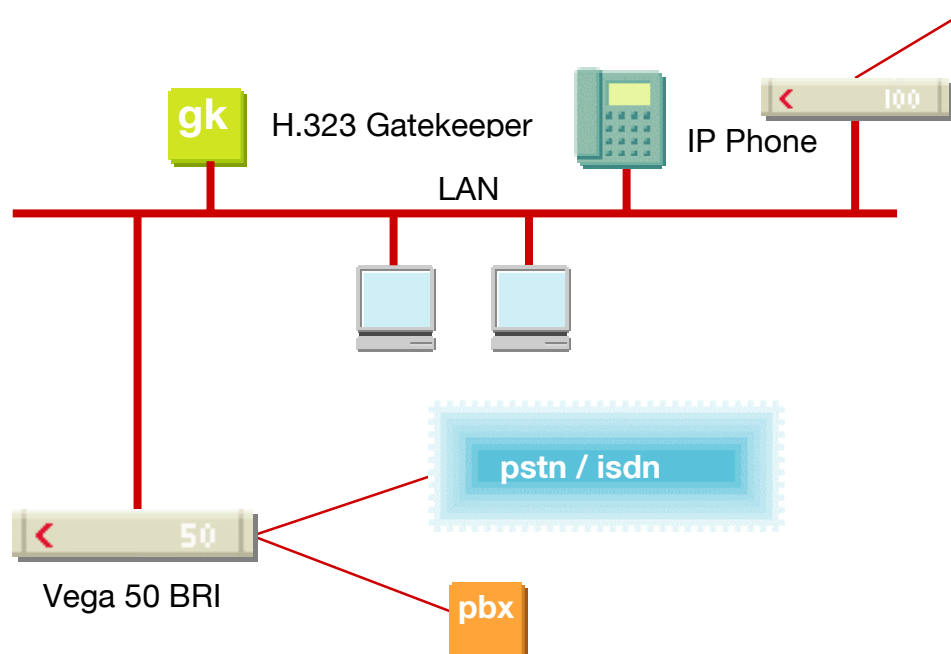 gk
H.323 Gatekeeper
IP Phone
100
LAN
pstn / isdn
50
Vega 50 BRI
pbx